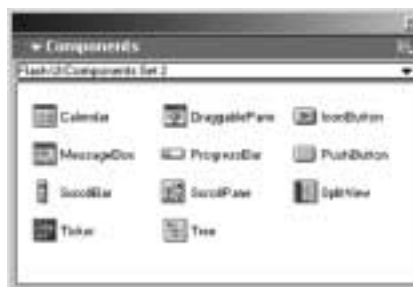 Components
Flash UI Components Set 2
Calendar DraggablePane IconButton
MessageBox ProgressBar PushButton
ScrollBar ScrollPane SplitView
Ticker Tree